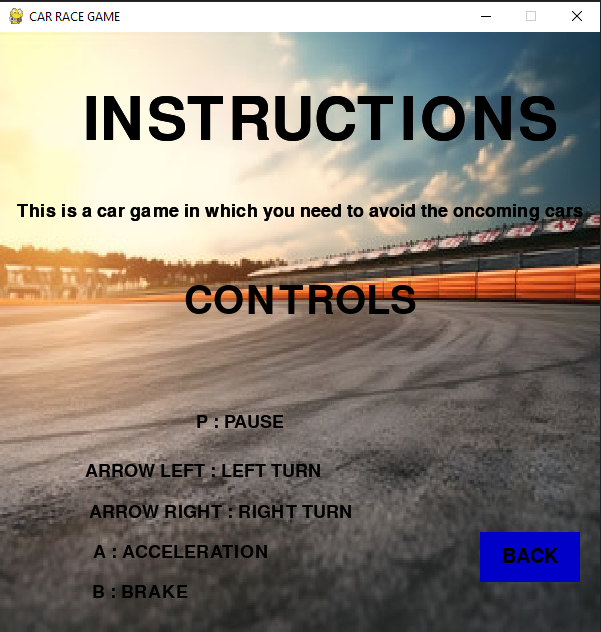 CAR RACE GAME
INSTRUCTIONS
This is a car game in which you need to avoid the oncoming cars
CONTROLS
P : PAUSE
ARROW LEFT : LEFT TURN
ARROW RIGHT : RIGHT TURN
A : ACCELERATION
B : BRAKE
BACK